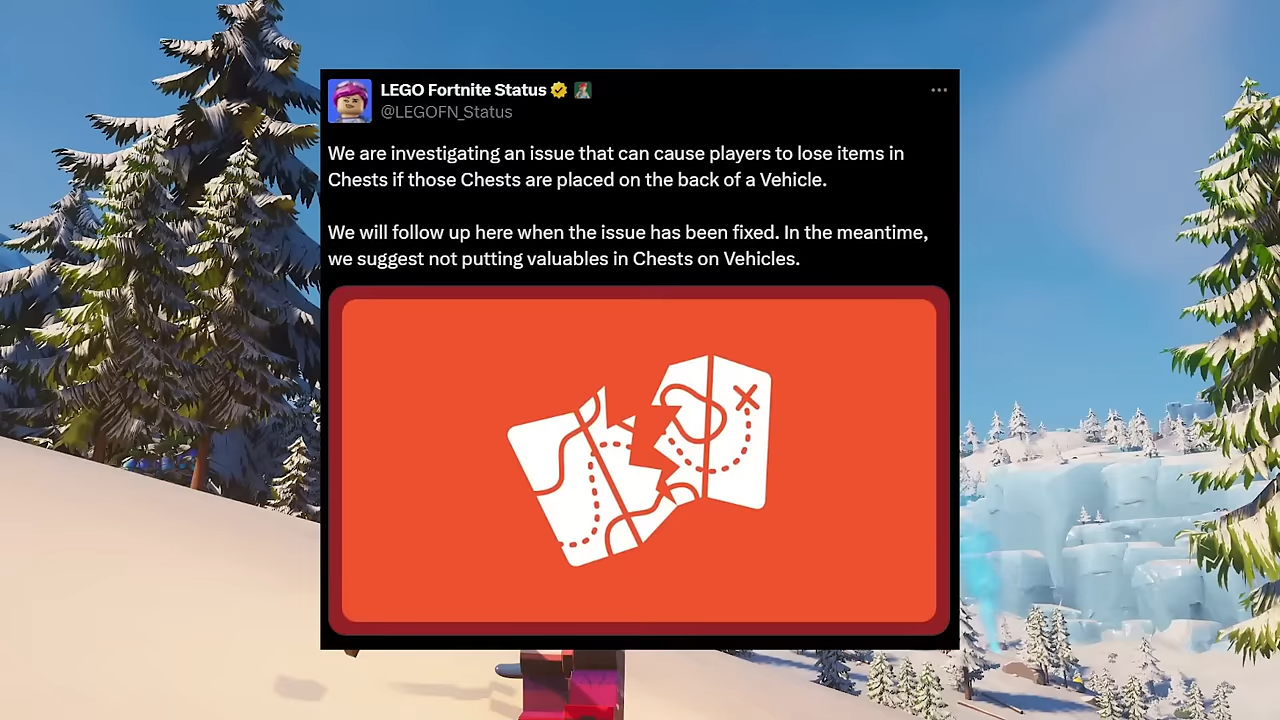 LEGO Fortnite Status
@LEGOFN_Status
We are investigating an issue that can cause players to lose items in
Chests if those Chests are placed on the back of a Vehicle.
We will follow up here when the issue has been fixed. In the meantime,
we suggest not putting valuables in Chests on Vehicles.